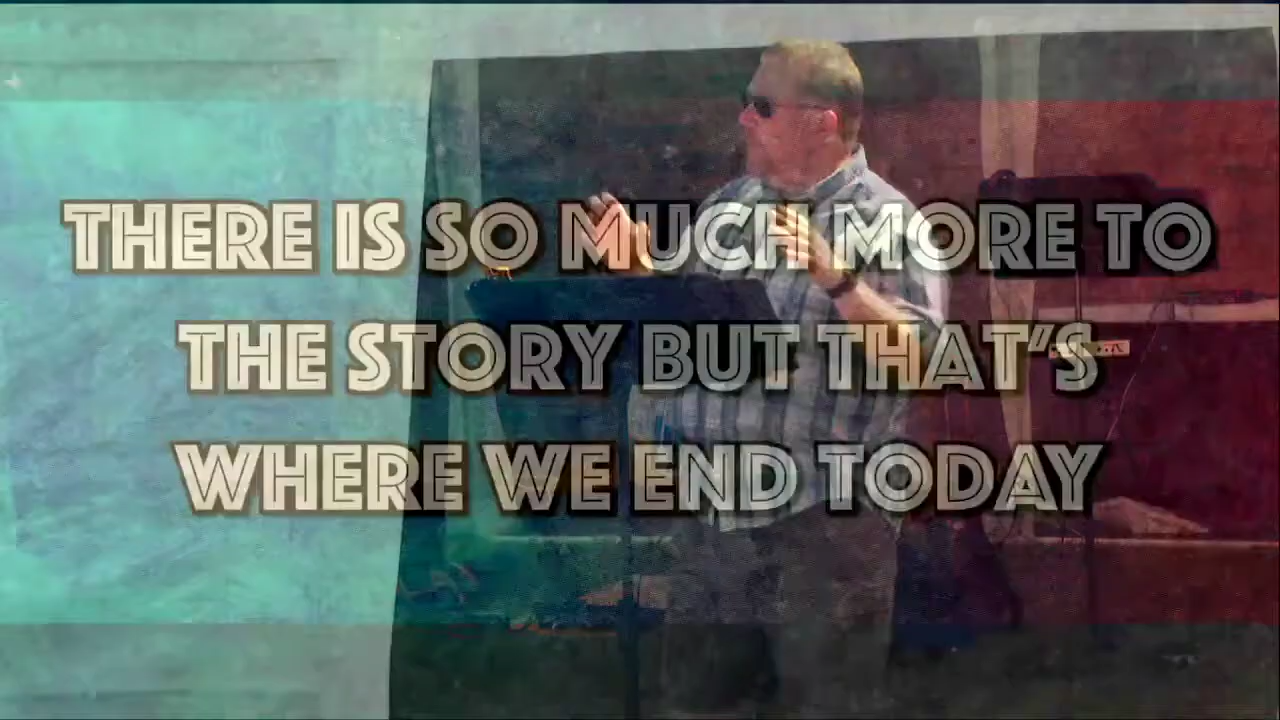 THERE IS SO MUCH MORE TO
THE STORY BUT THAT'S
WHERE WE END TODAY